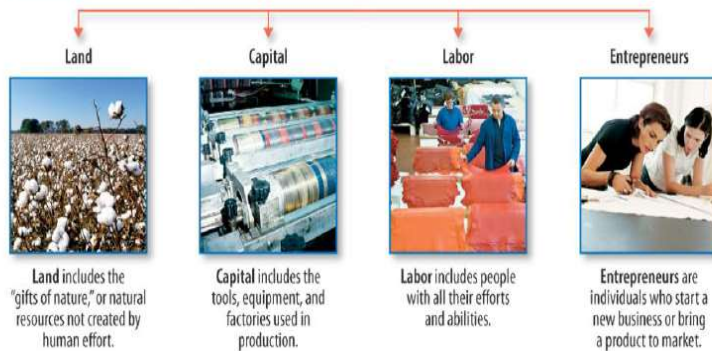 Land
Capital
Labor
Entrepreneurs
Land includes the
"gifts of nature," or natural
resources not created by
human effort.
Capital includes the
tools, equipment, and
factories used in
production.
Labor includes people
with all their efforts
and abilities.
Entrepreneurs are
individuals who start a
new business or bring
a product to market.